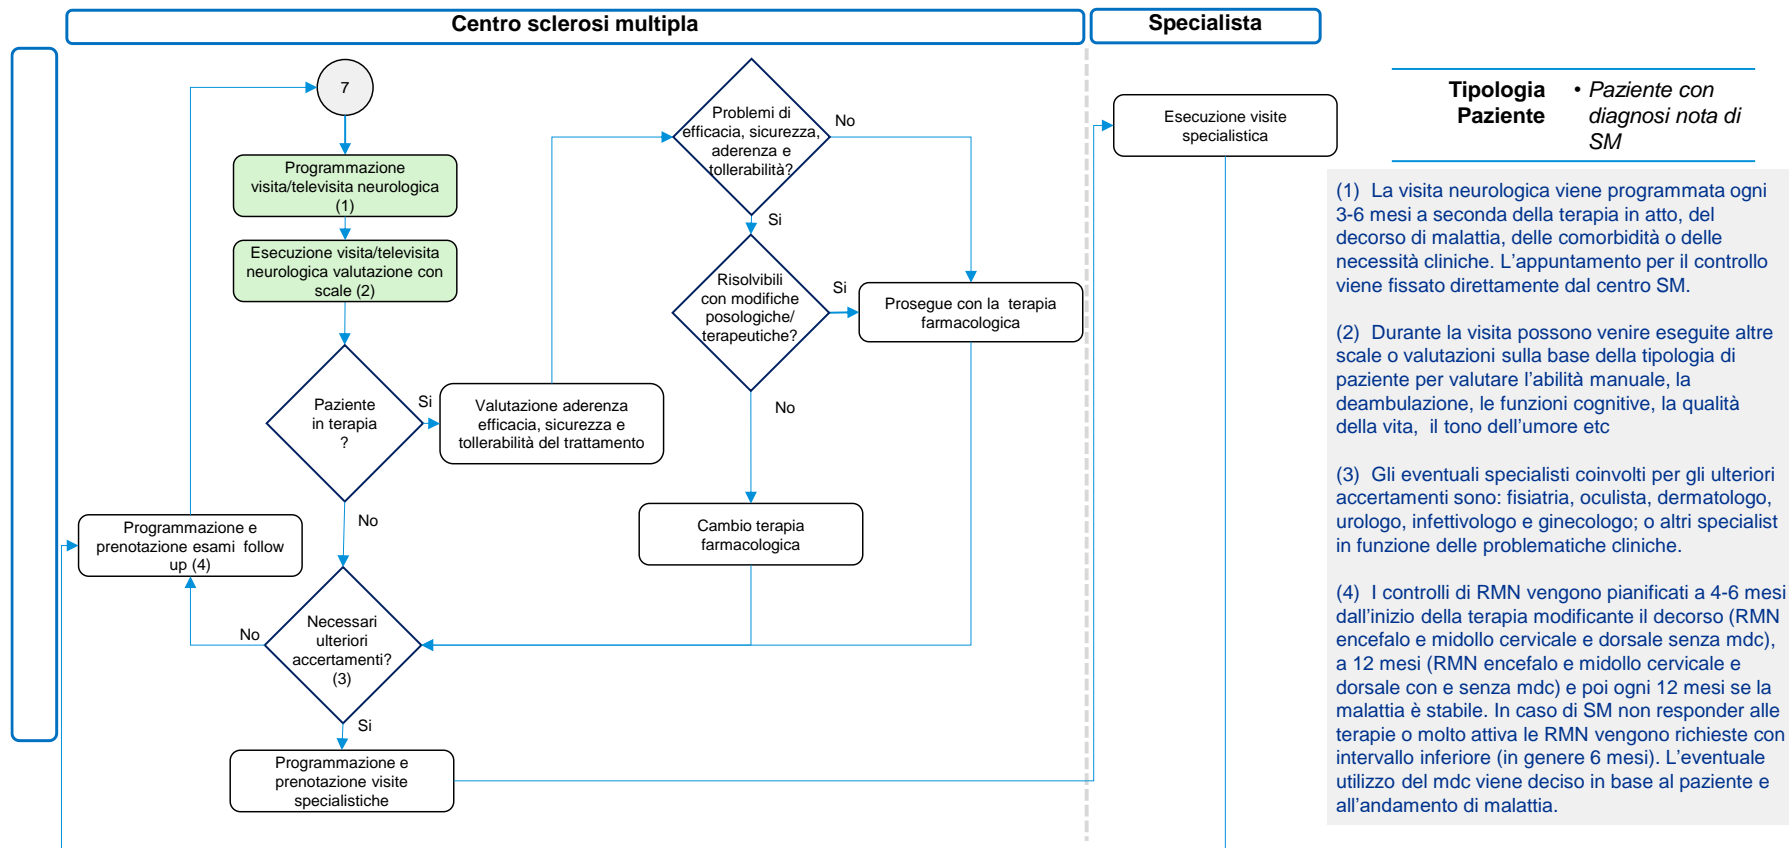 Centro sclerosi multipla
Specialista
7
Programmazione
visita/televisita neurologica
(1)
Esecuzione visita/televisita
neurologica valutazione con
scale (2)
Paziente
in terapia
?
Si
No
Valutazione aderenza
efficacia, sicurezza e
tollerabilità del trattamento
Problemi di
efficacia, sicurezza,
aderenza e
tollerabilità?
No
Si
Risolvibili
con modifiche
posologiche/
terapeutiche?
Si
No
Prosegue con la terapia
farmacologica
Cambio terapia
farmacologica
Programmazione e
prenotazione esami follow
up (4)
Necessari
ulteriori
accertamenti?
(3)
No
Si
Programmazione e
prenotazione visite
specialistiche
Esecuzione visite
specialistica
Tipologia
Paziente
• Paziente con
diagnosi nota di
SM
(1) La visita neurologica viene programmata ogni
3-6 mesi a seconda della terapia in atto, del
decorso di malattia, delle comorbidità o delle
necessità cliniche. L'appuntamento per il controllo
viene fissato direttamente dal centro SM.
(2) Durante la visita possono venire eseguite altre
scale o valutazioni sulla base della tipologia di
paziente per valutare l'abilità manuale, la
deambulazione, le funzioni cognitive, la qualità
della vita, il tono dell'umore etc
(3) Gli eventuali specialisti coinvolti per gli ulteriori
accertamenti sono: fisiatria, oculista, dermatologo,
urologo, infettivologo e ginecologo; o altri specialist
in funzione delle problematiche cliniche.
(4) I controlli di RMN vengono pianificati a 4-6 mesi
dall'inizio della terapia modificante il decorso (RMN
encefalo e midollo cervicale e dorsale senza mdc),
a 12 mesi (RMN encefalo e midollo cervicale e
dorsale con e senza mdc) e poi ogni 12 mesi se la
malattia è stabile. In caso di SM non responder alle
terapie o molto attiva le RMN vengono richieste con
intervallo inferiore (in genere 6 mesi). L'eventuale
utilizzo del mdc viene deciso in base al paziente e
all'andamento di malattia.